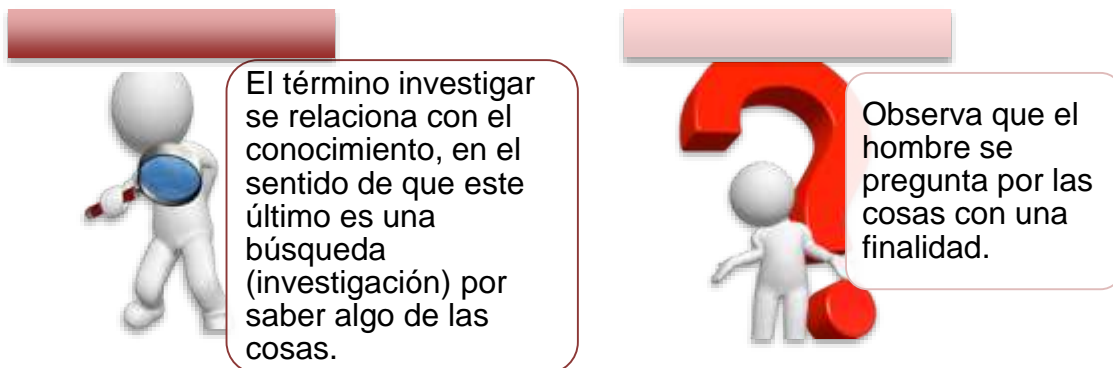 El término investigar
se relaciona con el
conocimiento, en el
sentido de que este
último es una
búsqueda
(investigación) por
saber algo de las
cosas.
Observa que el
hombre se
pregunta por las
cosas con una
finalidad.